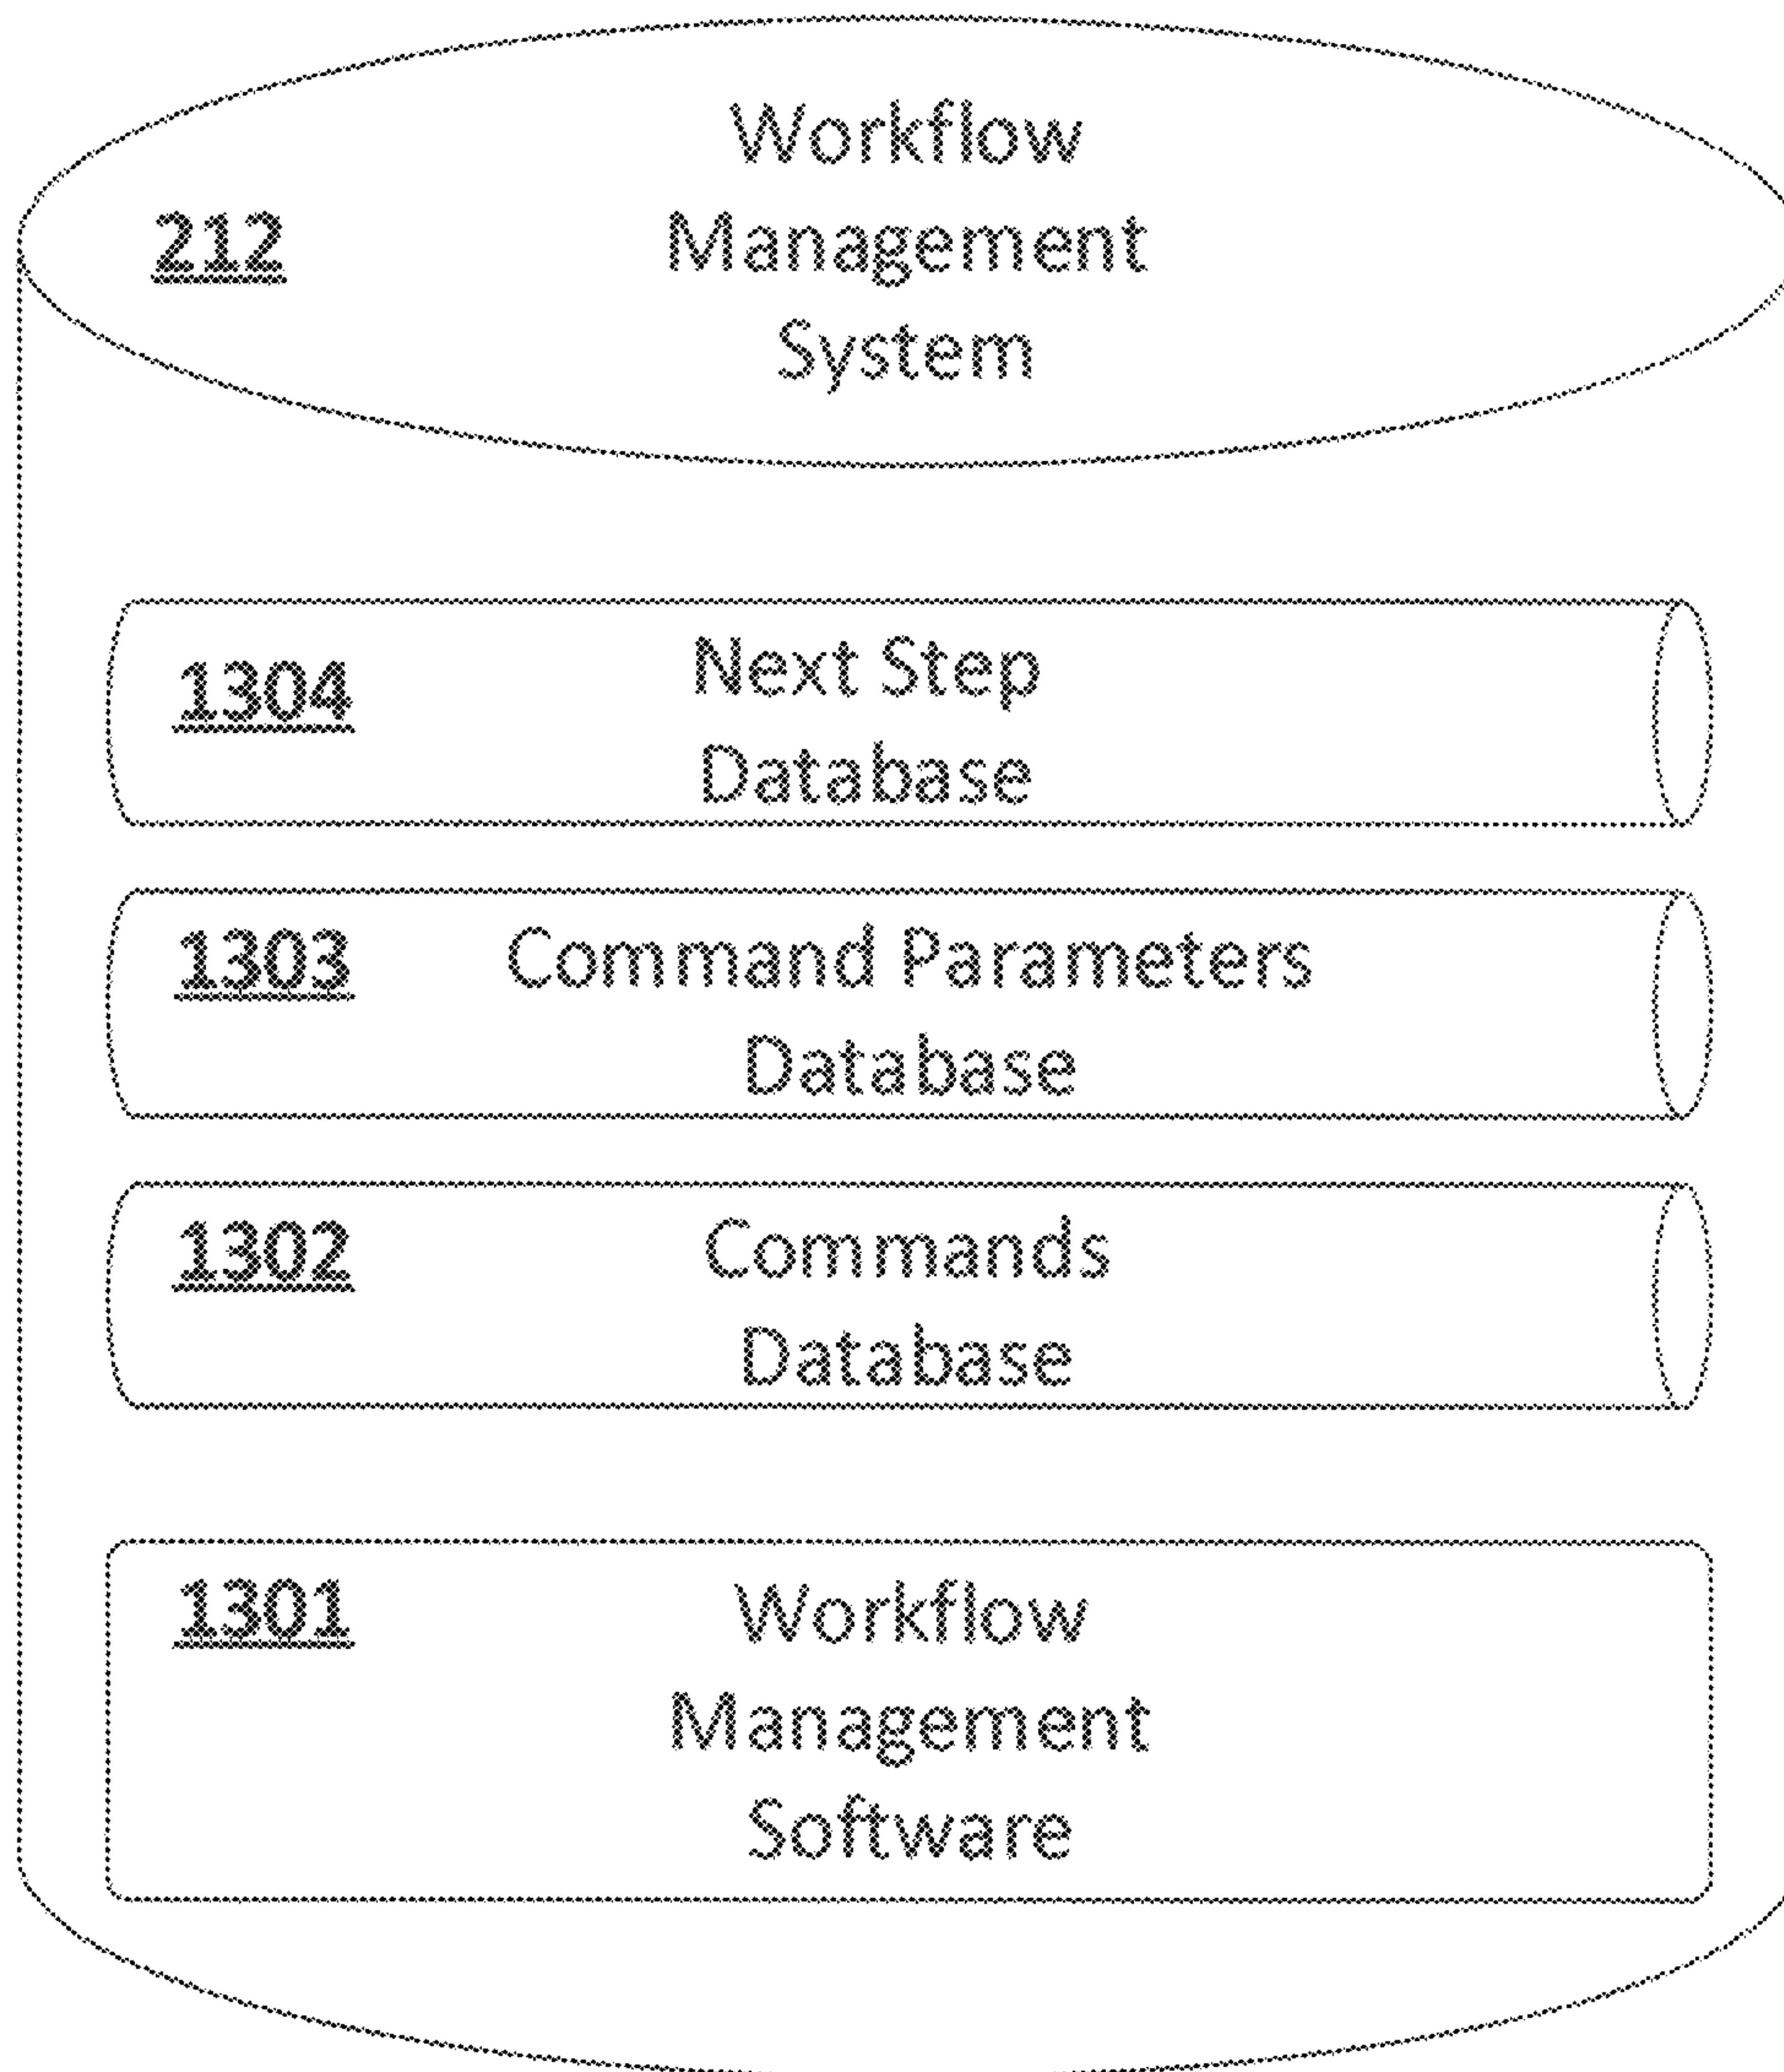 Workflow
212 Management
System
1304 Next Step
Database
1303 Command Parameters
Database
1302 Commands
Database
1301 Workflow
Management
Software